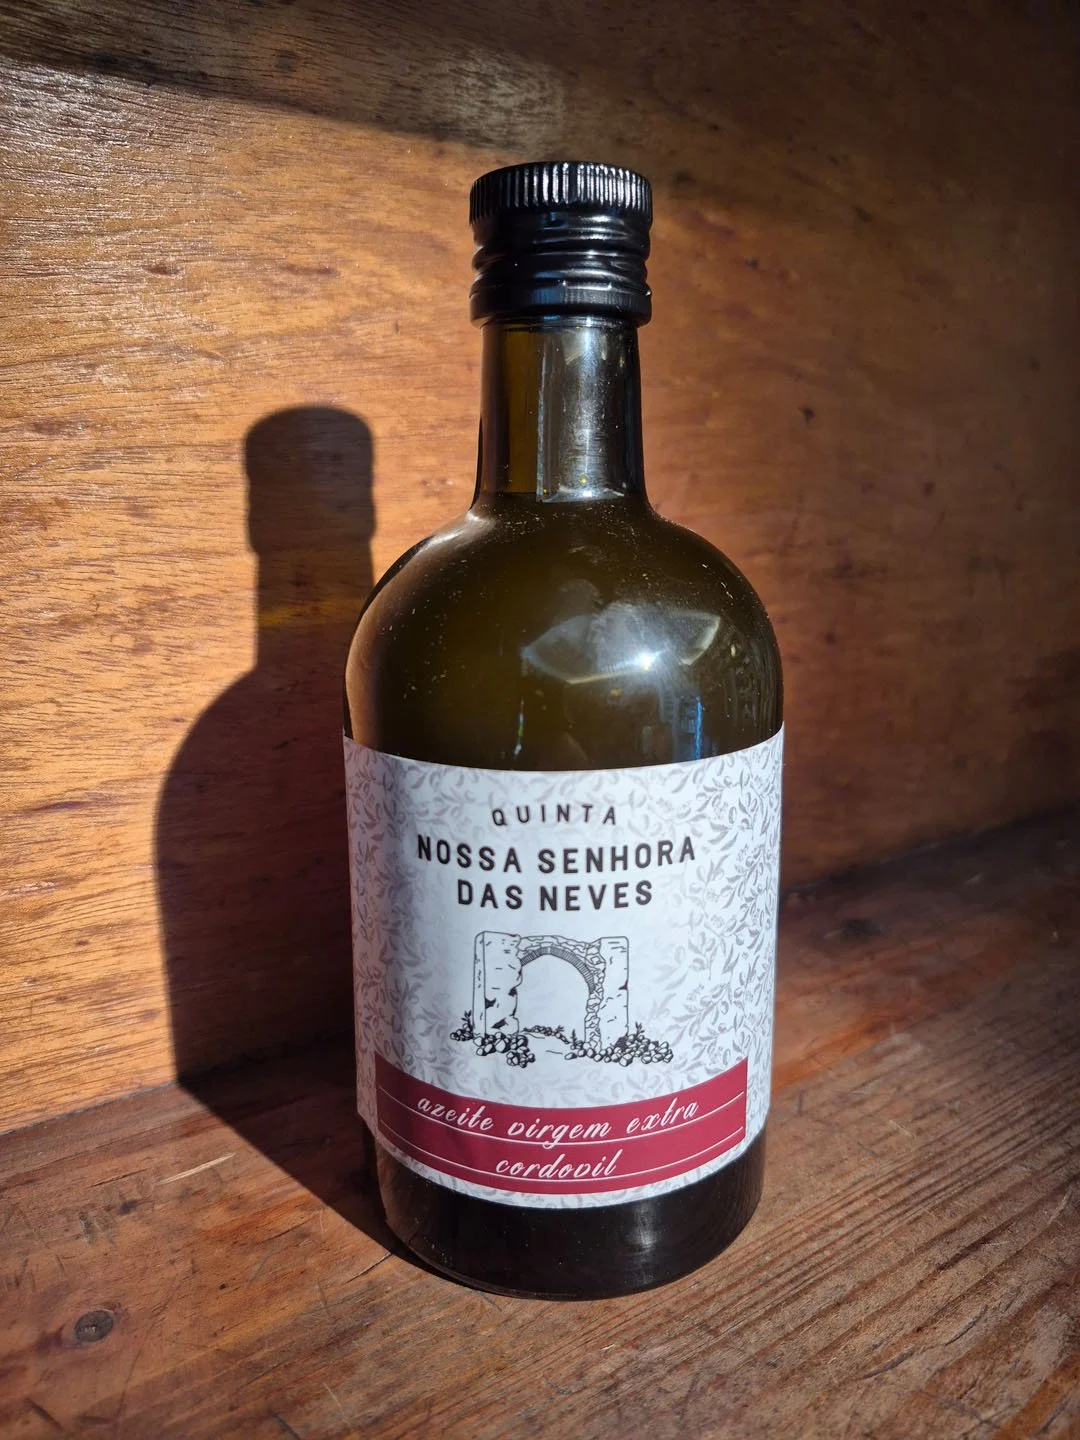 QUINTA
NOSSA SENHORA
DAS NEVES
azeite virgem extra
cordovil